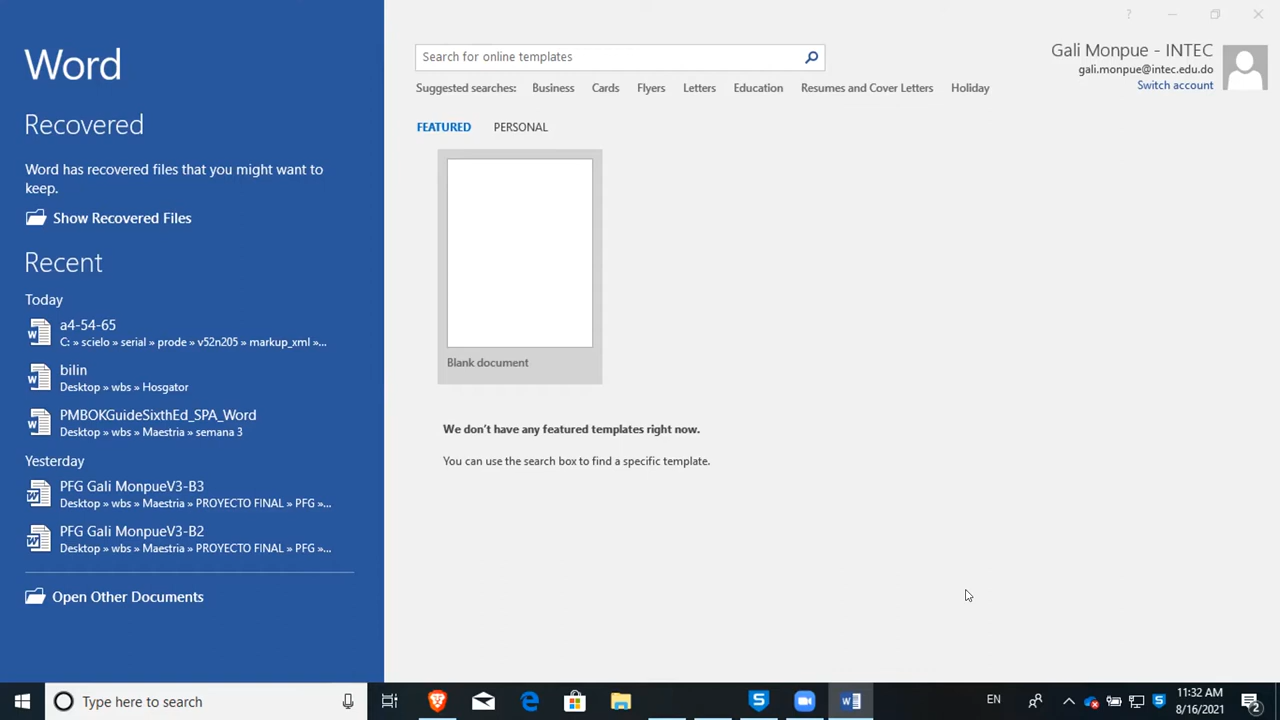 Word
Recovered
Word has recovered files that you might want to
keep.
Show Recovered Files
Recent
Today
a4-54-65
C: » scielo » serial » prode » v52n205 » markup_xml »...
bilin
Desktop » wbs » Hosgator
PMBOKGuideSixthEd_SPA_Word
Desktop » wbs » Maestria » semana 3
Yesterday
PFG Gali MonpueV3-B3
Desktop » wbs » Maestria » PROYECTO FINAL » PFG »...
PFG Gali MonpueV3-B2
Desktop » wbs » Maestria » PROYECTO FINAL » PFG »...
Open Other Documents
Search for online templates
Suggested searches: Business Cards Flyers Letters Education Resumes and Cover Letters Holiday
Gali Monpue - INTEC
gali.monpue@intec.edu.do
Switch account
FEATURED PERSONAL
Blank document
We don't have any featured templates right now.
You can use the search box to find a specific template.
Type here to search
EN
11:32 AM
8/16/2021
2